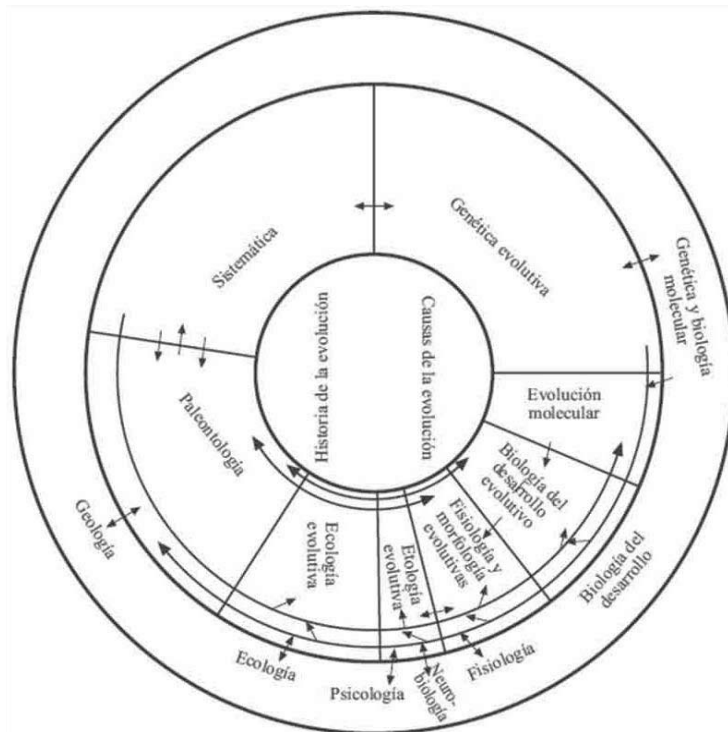 Sistemática
Genética evolutiva
Genética y biología
molecular
Historia de la evolución
Causas de la evolución
Evolución
molecular
Paleontología
Biología del
desarrollo
evolutivo
Fisiología y
morfología
evolutivas
Etología
evolutiva
Ecología
evolutiva
Geología
Ecología
Psicología
Neuro-
biología
Fisiología
Biología del
desarrollo